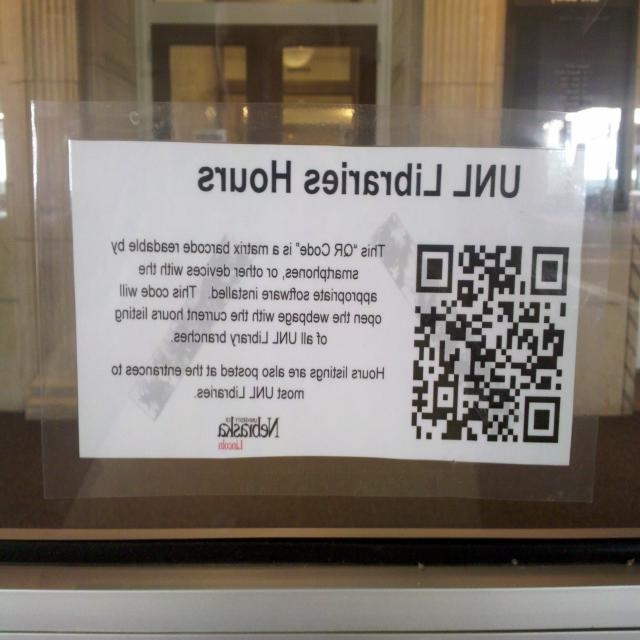 UNL Libraries Hours
This "QR Code" is a matrix barcode readable by
smartphones, or other devices with the
appropriate software installed. This code will
open the webpage with the current hours listing
of all UNL Library branches.
Hours listings are also posted at the entrances to
most UNL Libraries.
UNIVERSITY OF
Nebraska
Lincoln